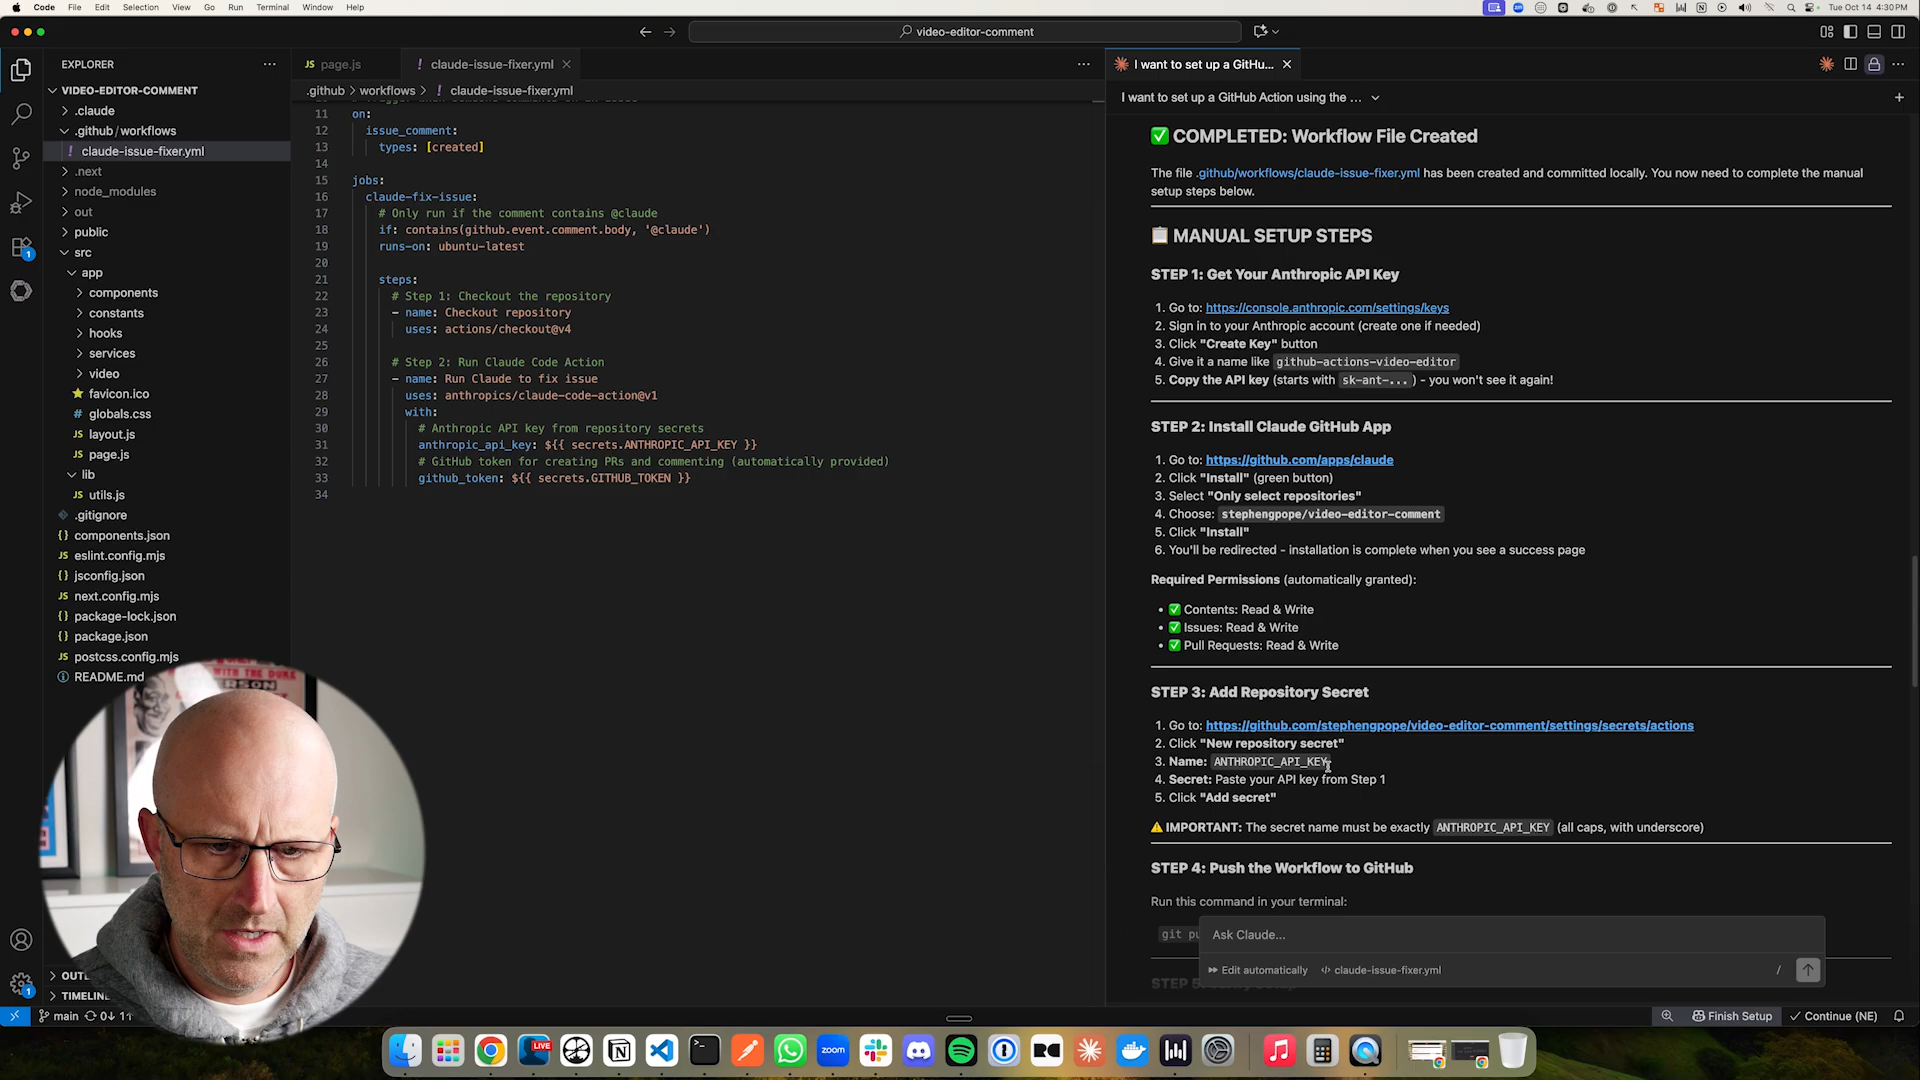 Code File Edit Selection View Go Run Terminal Window Help
Tue Oct 14 4:30 PM
video-editor-comment
EXPLORER
VIDEO-EDITOR-COMMENT
.claude
.github/workflows
claude-issue-fixer.yml
.next
node_modules
out
public
src
app
components
constants
hooks
services
video
favicon.ico
globals.css
layout.js
page.js
lib
utils.js
.gitignore
components.json
eslint.config.mjs
jsconfig.json
next.config.mjs
package-lock.json
package.json
postcss.config.mjs
README.md
TIMELINE
page.js
claude-issue-fixer.yml
.github > workflows > claude-issue-fixer.yml
11 on:
12 issue_comment:
13 types: [created]
14
15 jobs:
16 claude-fix-issue:
17 # Only run if the comment contains @claude
18 if: contains(github.event.comment.body, '@claude')
19 runs-on: ubuntu-latest
20
21 steps:
22 # Step 1: Checkout the repository
23 - name: Checkout repository
24 uses: actions/checkout@v4
25
26 # Step 2: Run Claude Code Action
27 - name: Run Claude to fix issue
28 uses: anthropics/claude-code-action@v1
29 with:
30 # Anthropic API key from repository secrets
31 anthropic_api_key: ${{ secrets.ANTHROPIC_API_KEY }}
32 # GitHub token for creating PRs and commenting (automatically provided)
33 github_token: ${{ secrets.GITHUB_TOKEN }}
34
I want to set up a GitHu...
I want to set up a GitHub Action using the ...
✅ COMPLETED: Workflow File Created
The file .github/workflows/claude-issue-fixer.yml has been created and committed locally. You now need to complete the manual
setup steps below.
📋 MANUAL SETUP STEPS
STEP 1: Get Your Anthropic API Key
1. Go to: https://console.anthropic.com/settings/keys
2. Sign in to your Anthropic account (create one if needed)
3. Click "Create Key" button
4. Give it a name like github-actions-video-editor
5. Copy the API key (starts with sk-ant-...) - you won't see it again!
STEP 2: Install Claude GitHub App
1. Go to: https://github.com/apps/claude
2. Click "Install" (green button)
3. Select "Only select repositories"
4. Choose: stephengpope/video-editor-comment
5. Click "Install"
6. You'll be redirected - installation is complete when you see a success page
Required Permissions (automatically granted):
• ✅ Contents: Read & Write
• ✅ Issues: Read & Write
• ✅ Pull Requests: Read & Write
STEP 3: Add Repository Secret
1. Go to: https://github.com/stephengpope/video-editor-comment/settings/secrets/actions
2. Click "New repository secret"
3. Name: ANTHROPIC_API_KEY
4. Secret: Paste your API key from Step 1
5. Click "Add secret"
⚠️ IMPORTANT: The secret name must be exactly ANTHROPIC_API_KEY (all caps, with underscore)
STEP 4: Push the Workflow to GitHub
Run this command in your terminal:
git pu
Ask Claude...
Edit automatically
claude-issue-fixer.yml
main
Finish Setup
Continue (NE)
LIVE
zoom